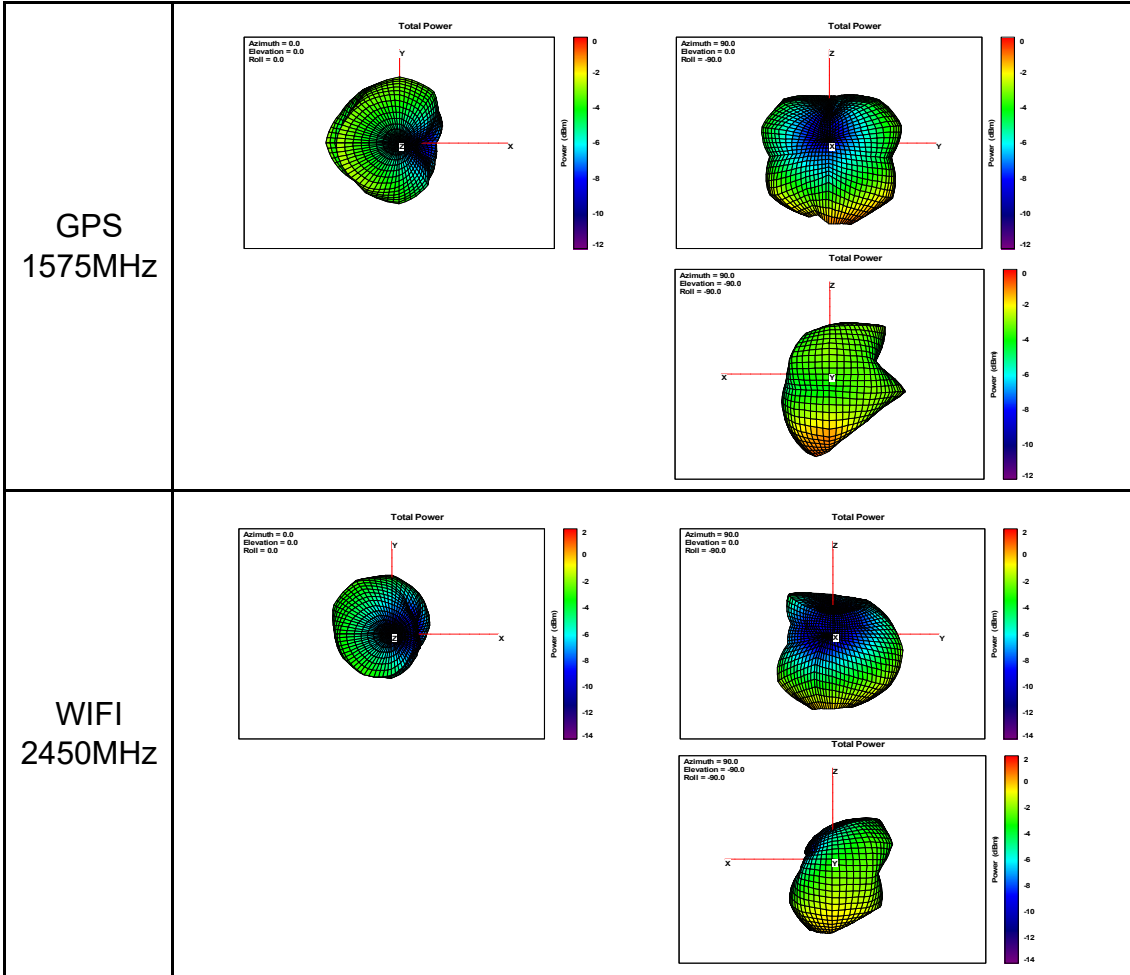 GPS
1575MHz
Total Power
Azimuth = 0.0
Elevation = 0.0
Roll = 0.0
Y
X
Z
0
-2
-4
-6
-8
-10
-12
Power (dBm)
Total Power
Azimuth = 90.0
Elevation = 0.0
Roll = -90.0
Z
Y
X
0
-2
-4
-6
-8
-10
-12
Power (dBm)
Total Power
Azimuth = 90.0
Elevation = -90.0
Roll = -90.0
Z
X
Y
0
-2
-4
-6
-8
-10
-12
Power (dBm)
WIFI
2450MHz
Total Power
Azimuth = 0.0
Elevation = 0.0
Roll = 0.0
Y
X
Z
2
0
-2
-4
-6
-8
-10
-12
-14
Power (dBm)
Total Power
Azimuth = 90.0
Elevation = 0.0
Roll = -90.0
Z
Y
X
2
0
-2
-4
-6
-8
-10
-12
-14
Power (dBm)
Total Power
Azimuth = 90.0
Elevation = -90.0
Roll = -90.0
Z
X
Y
2
0
-2
-4
-6
-8
-10
-12
-14
Power (dBm)